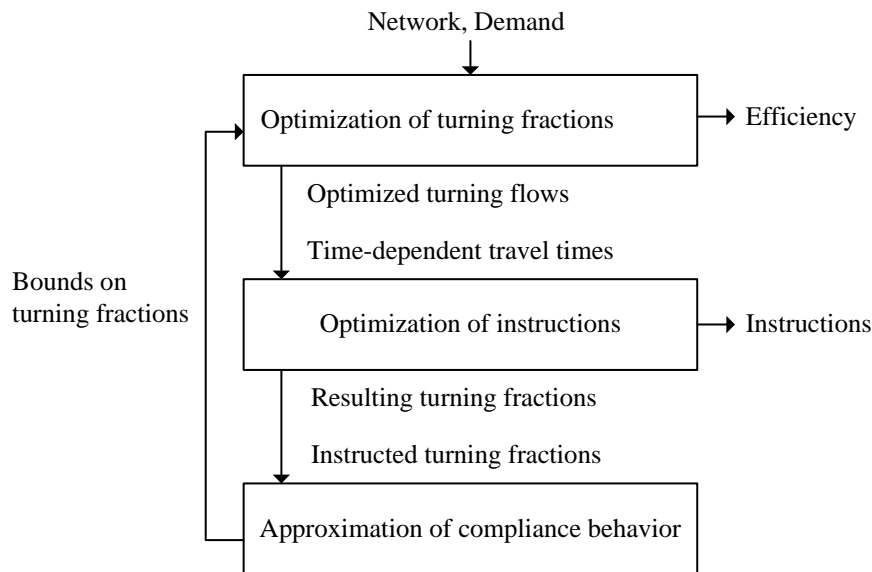 Network, Demand
Optimization of turning fractions
Efficiency
Optimized turning flows
Time-dependent travel times
Bounds on
turning fractions
Optimization of instructions
Instructions
Resulting turning fractions
Instructed turning fractions
Approximation of compliance behavior